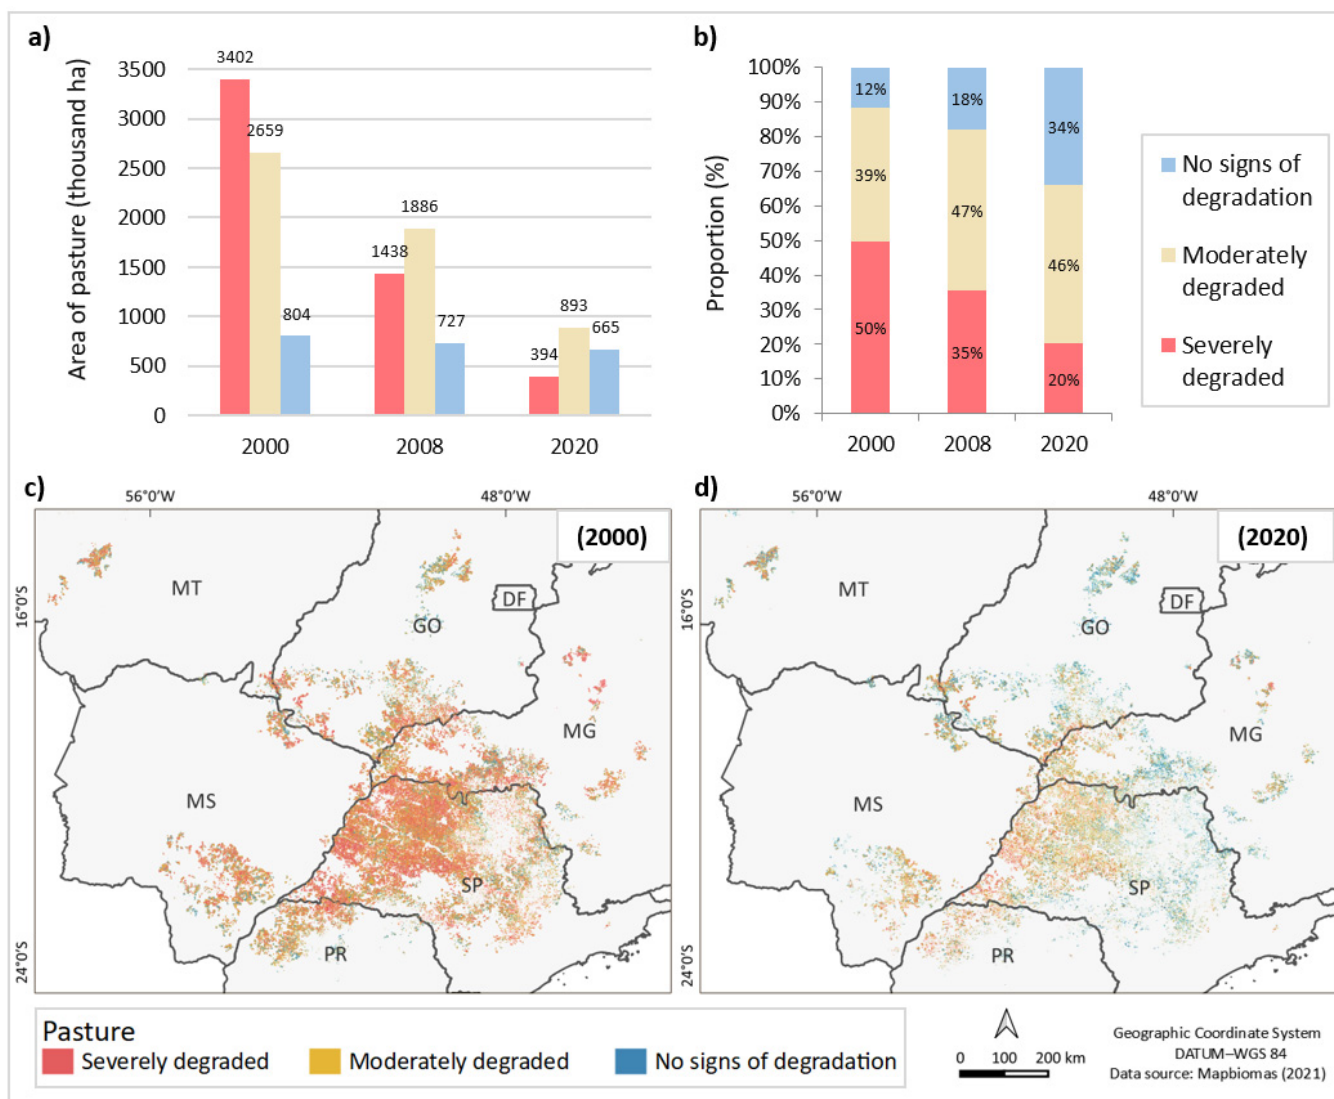 a)
3402
2659
804
1438
1886
727
394
893
665
3500
3000
2500
2000
1500
1000
500
0
Area of pasture (thousand ha)
2000
2008
2020
b)
100%
90%
80%
70%
60%
50%
40%
30%
20%
10%
0%
Proportion (%)
12%
18%
34%
39%
47%
46%
50%
35%
20%
2000
2008
2020
No signs of
degradation
Moderately
degraded
Severely
degraded
c)
56°0'W
48°0'W
(2000)
16°0'S
24°0'S
MT
DF
GO
MG
MS
SP
PR
d)
56°0'W
48°0'W
(2020)
16°0'S
24°0'S
MT
DF
GO
MG
MS
SP
PR
Pasture
Severely degraded
Moderately degraded
No signs of degradation
0 100 200 km
Geographic Coordinate System
DATUM–WGS 84
Data source: Mapbiomas (2021)